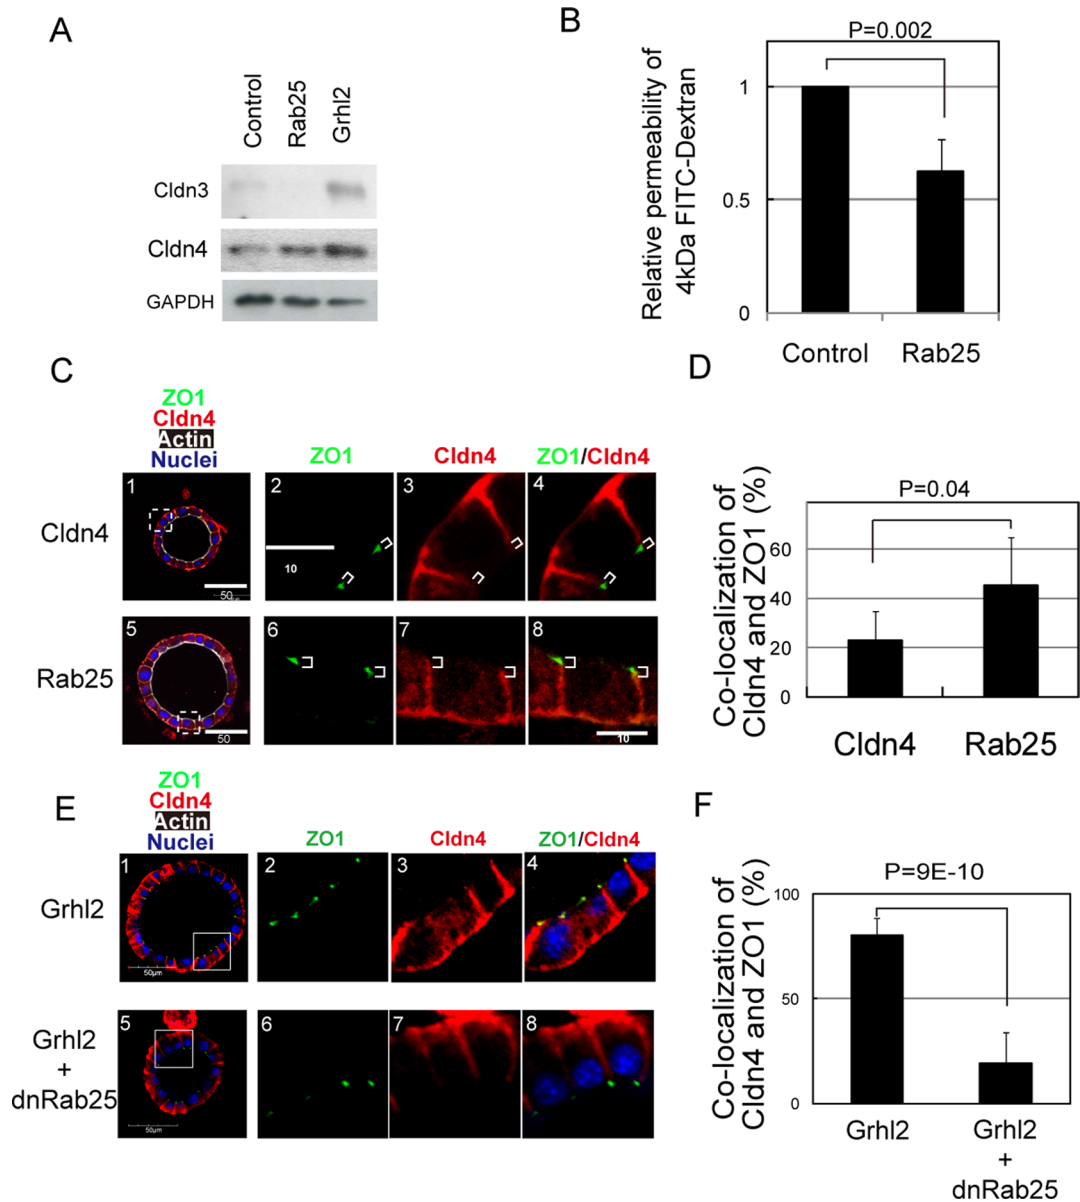 A
Control
Rab25
Grhl2
Cldn3
Cldn4
GAPDH
B
P=0.002
Relative permeability of
4kDa FITC-Dextran
1
0.5
0
Control
Rab25
C
ZO1
Cldn4
Actin
Nuclei
ZO1
Cldn4
ZO1/Cldn4
Cldn4
1
50
2
10
3
4
Rab25
5
50
6
7
8
10
D
P=0.04
Co-localization of
Cldn4 and ZO1 (%)
60
40
20
0
Cldn4
Rab25
E
ZO1
Cldn4
Actin
Nuclei
ZO1
Cldn4
ZO1/Cldn4
Grhl2
1
50µm
2
3
4
Grhl2
+
dnRab25
5
50µm
6
7
8
F
P=9E-10
Co-localization of
Cldn4 and ZO1 (%)
100
50
0
Grhl2
Grhl2
+
dnRab25